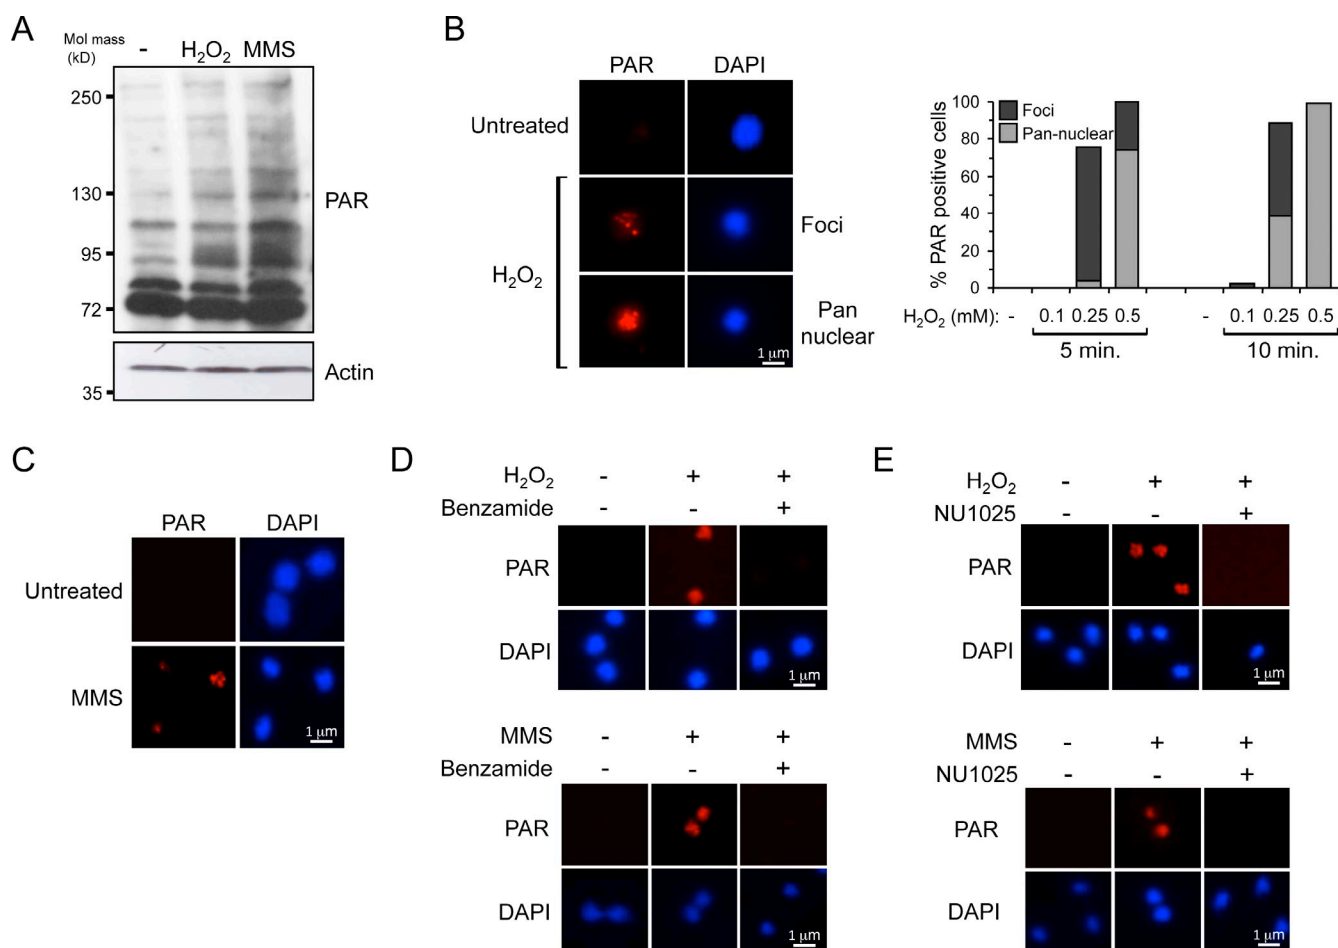 A
Mol mass
(kD)
- H₂O₂ MMS
250
130
95
72
35
PAR
Actin
B
PAR DAPI
Untreated
H₂O₂
Foci
Pan
nuclear
1 µm
% PAR positive cells
100
80
60
40
20
0
Foci
Pan-nuclear
H₂O₂ (mM): - 0.1 0.25 0.5 - 0.1 0.25 0.5
5 min. 10 min.
C
PAR DAPI
Untreated
MMS
1 µm
D
H₂O₂ - + +
Benzamide - - +
PAR
DAPI
1 µm
MMS - + +
Benzamide - - +
PAR
DAPI
1 µm
E
H₂O₂ - + +
NU1025 - - +
PAR
DAPI
1 µm
MMS - + +
NU1025 - - +
PAR
DAPI
1 µm